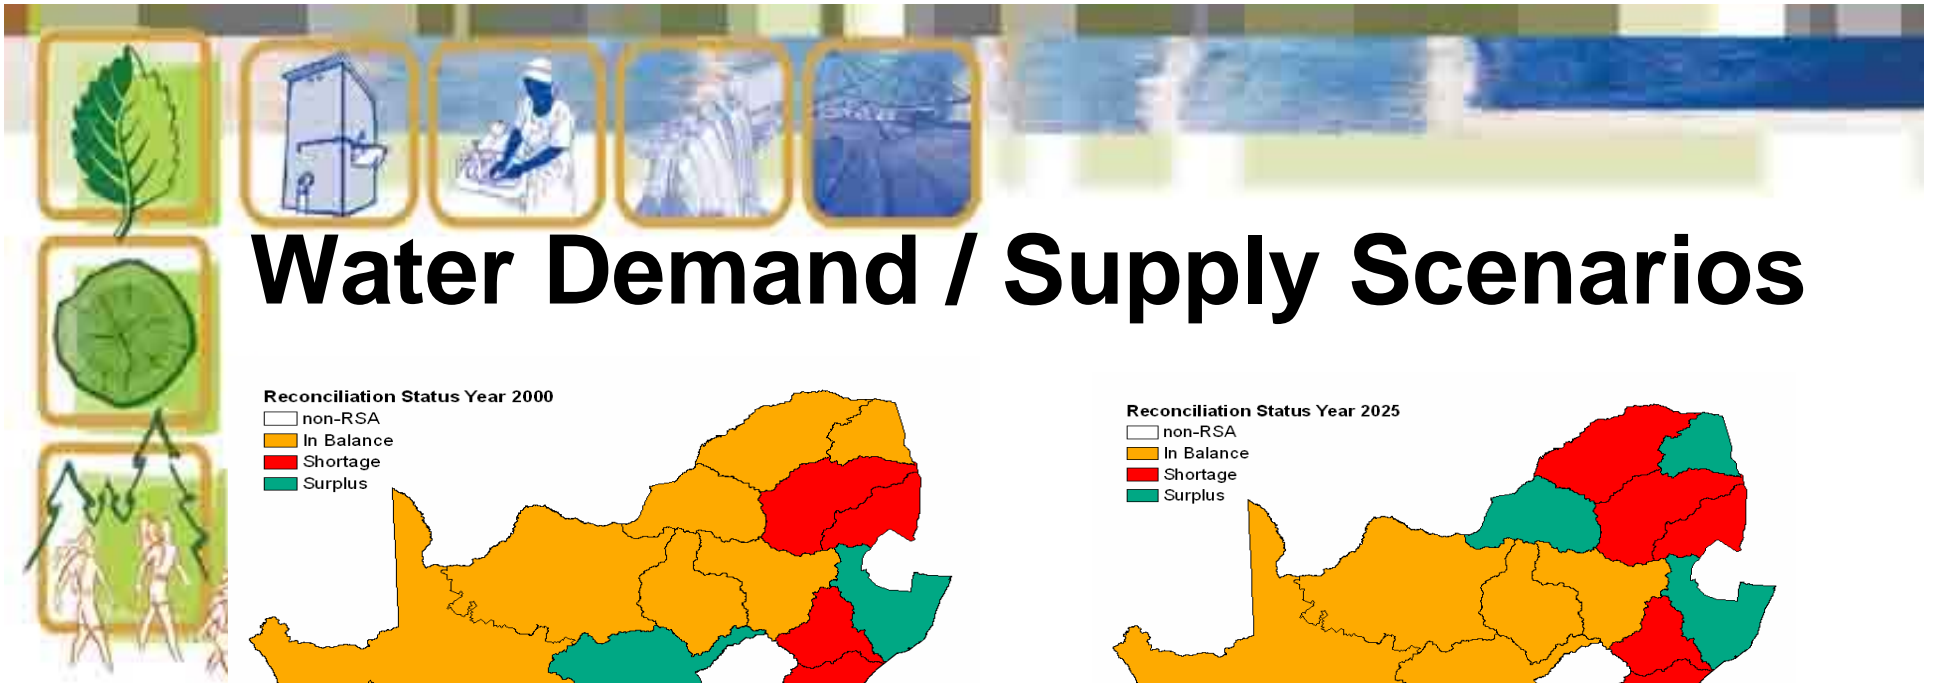 Water Demand / Supply Scenarios
Reconciliation Status Year 2000
non-RSA
In Balance
Shortage
Surplus
Reconciliation Status Year 2025
non-RSA
In Balance
Shortage
Surplus